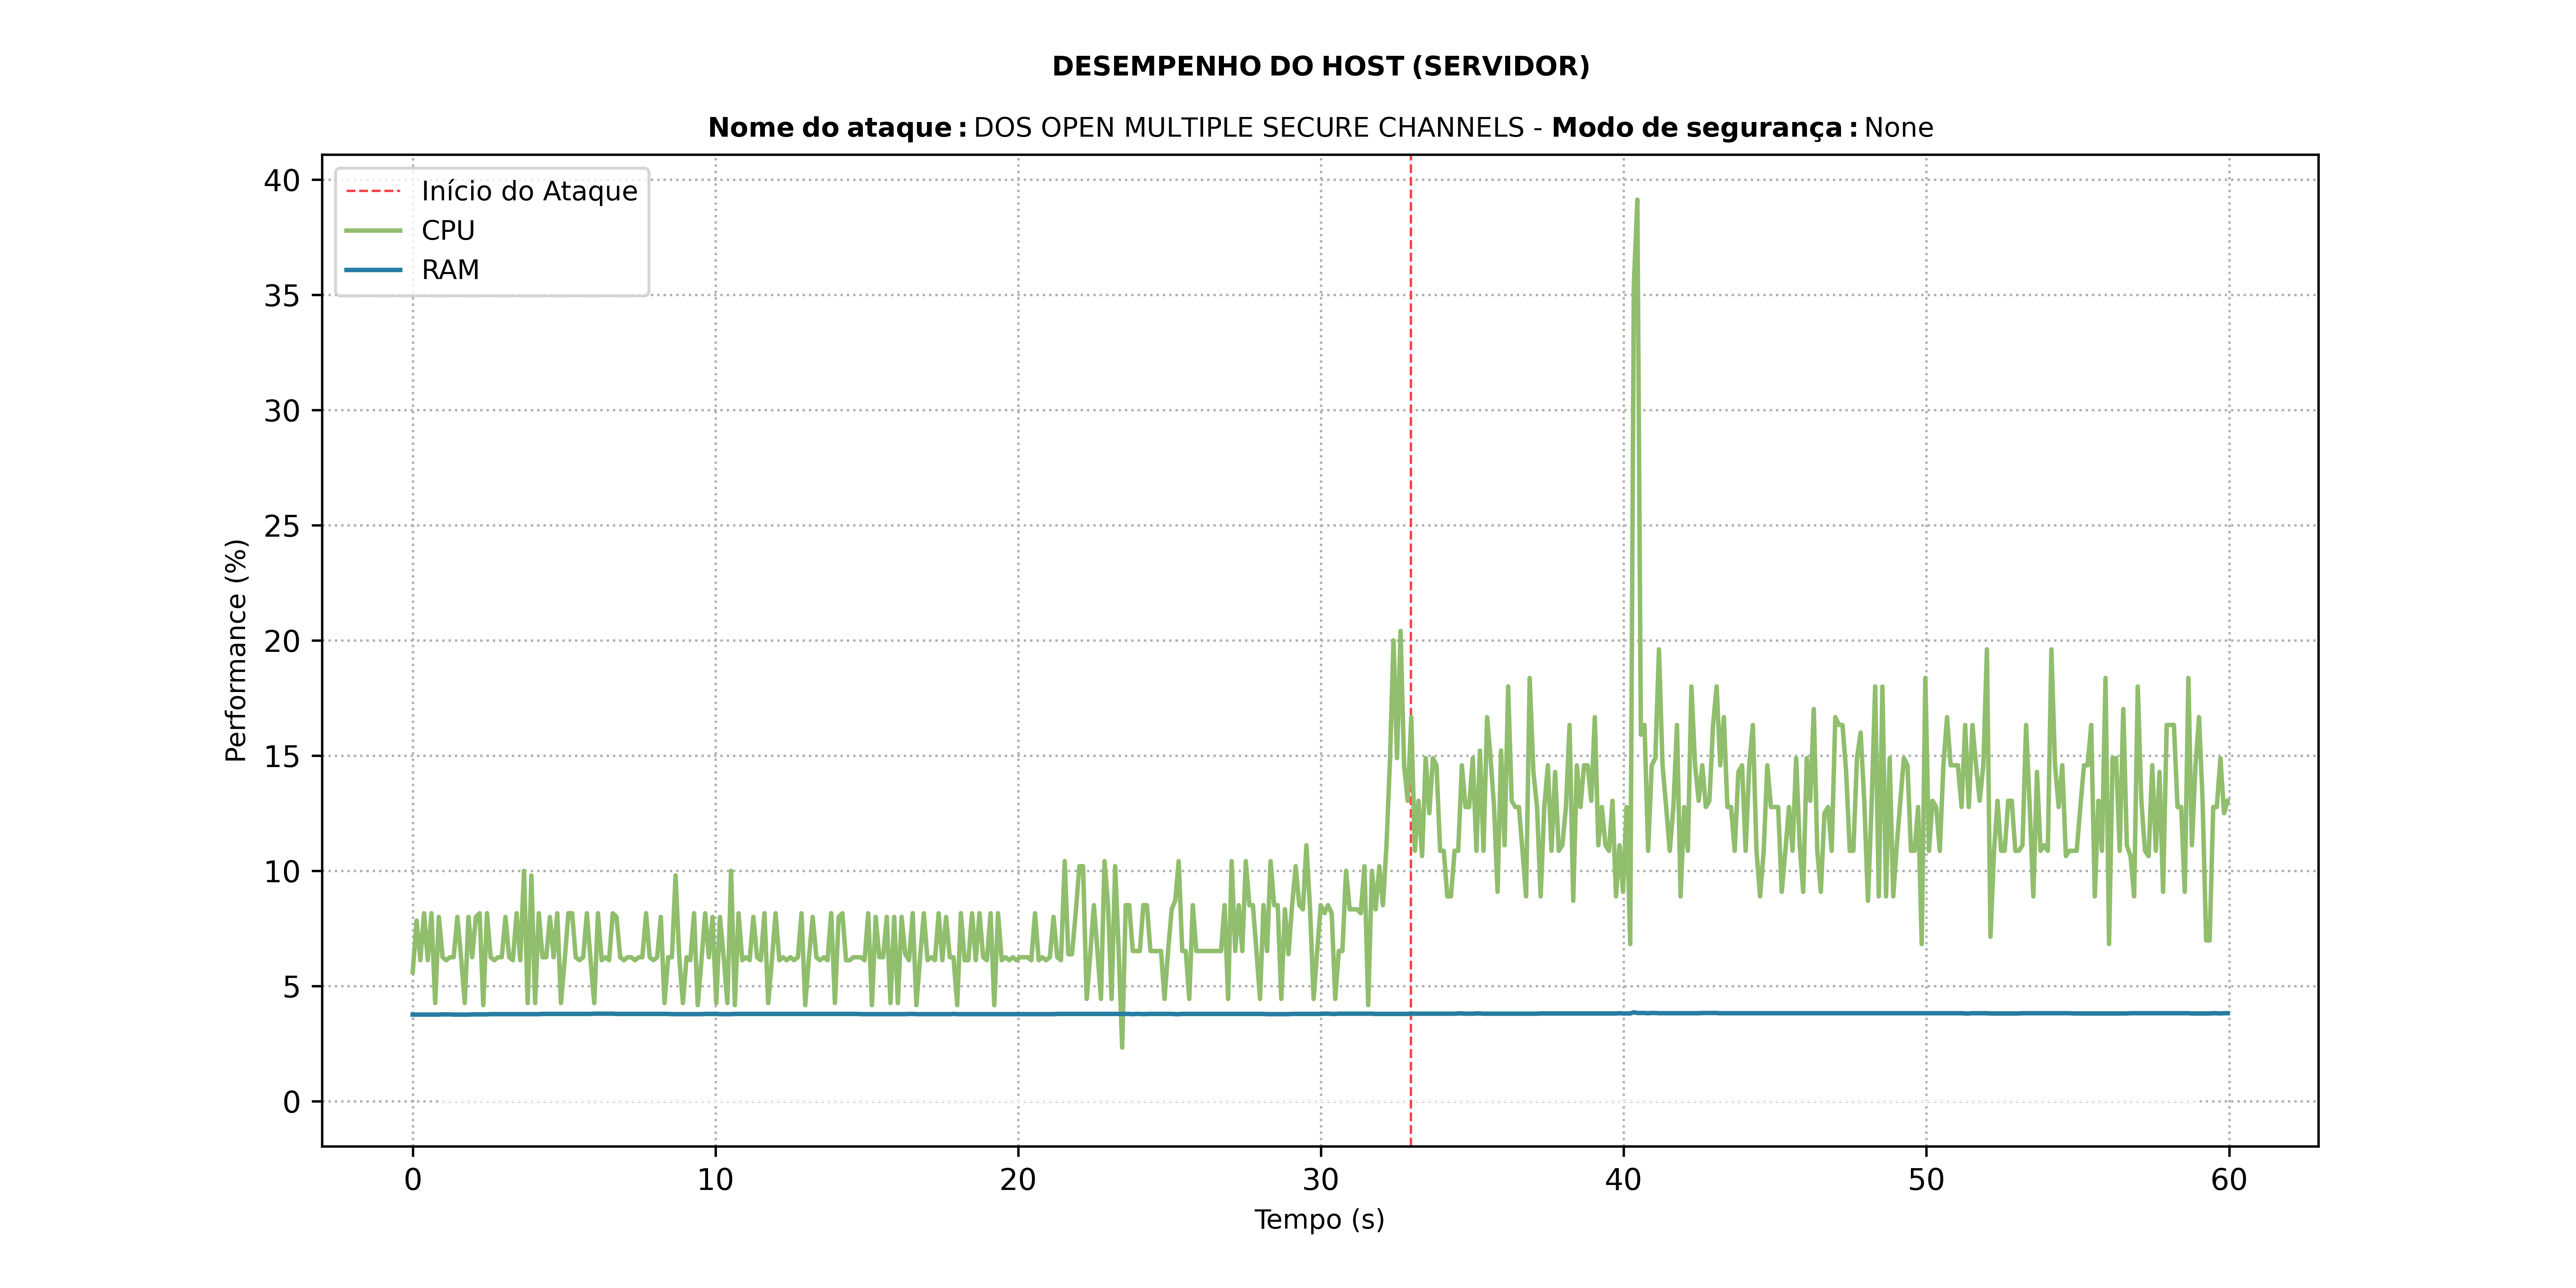 DESEMPENHO DO HOST (SERVIDOR)
Nome do ataque: DOS OPEN MULTIPLE SECURE CHANNELS - Modo de segurança: None
Início do Ataque
CPU
RAM
40
35
30
25
20
15
10
5
0
Performance (%)
0 10 20 30 40 50 60
Tempo (s)